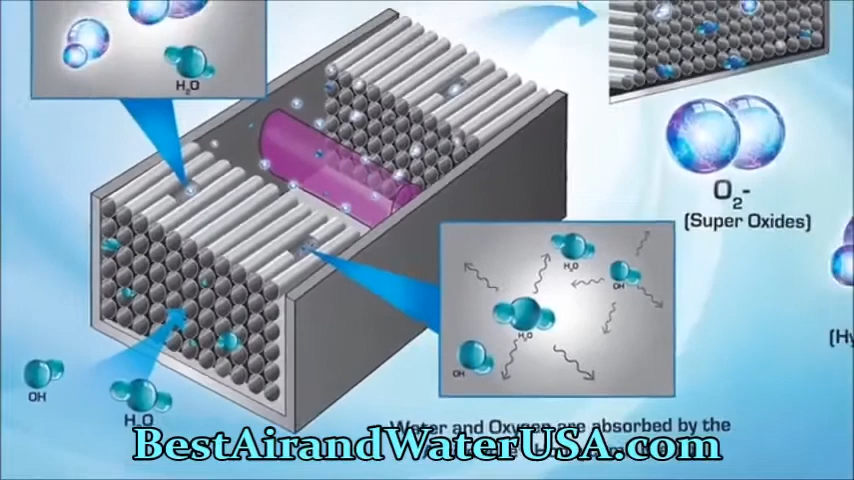 H₂O
O₂-
(Super Oxides)
H₂O
OH
H₂O
OH
OH
H₂O
(Hy
Water and Oxygen are absorbed by the
BestAirandWaterUSA.com